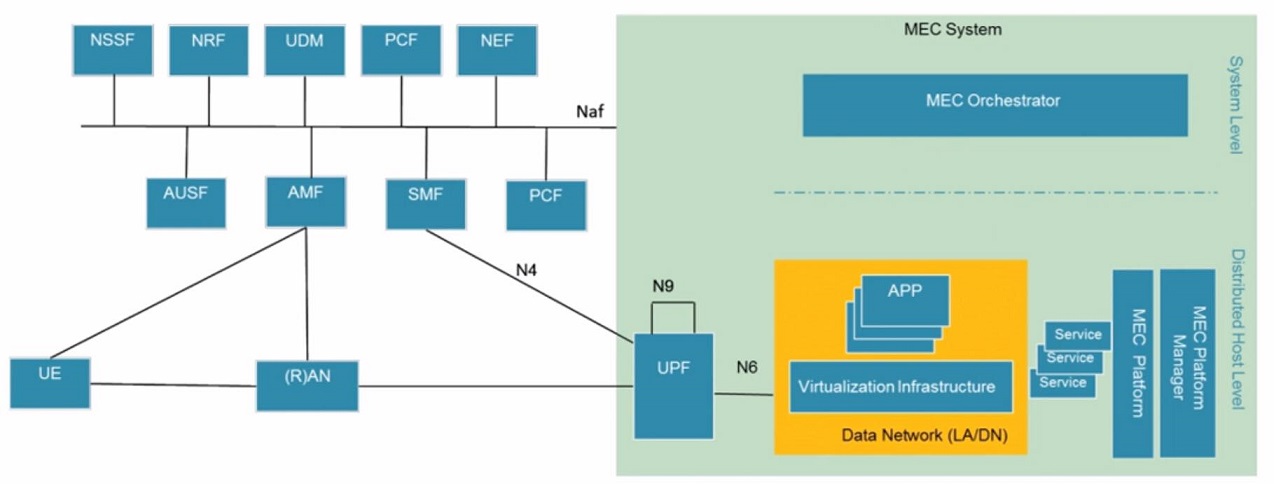 MEC System
NSSF
NRF
UDM
PCF
NEF
MEC Orchestrator
System Level
Naf
AUSF
AMF
SMF
PCF
N4
N9
APP
Distributed Host Level
UE
(R)AN
UPF
N6
Virtualization Infrastructure
Data Network (LA/DN)
Service
Service
Service
MEC Platform
MEC Platform
Manager